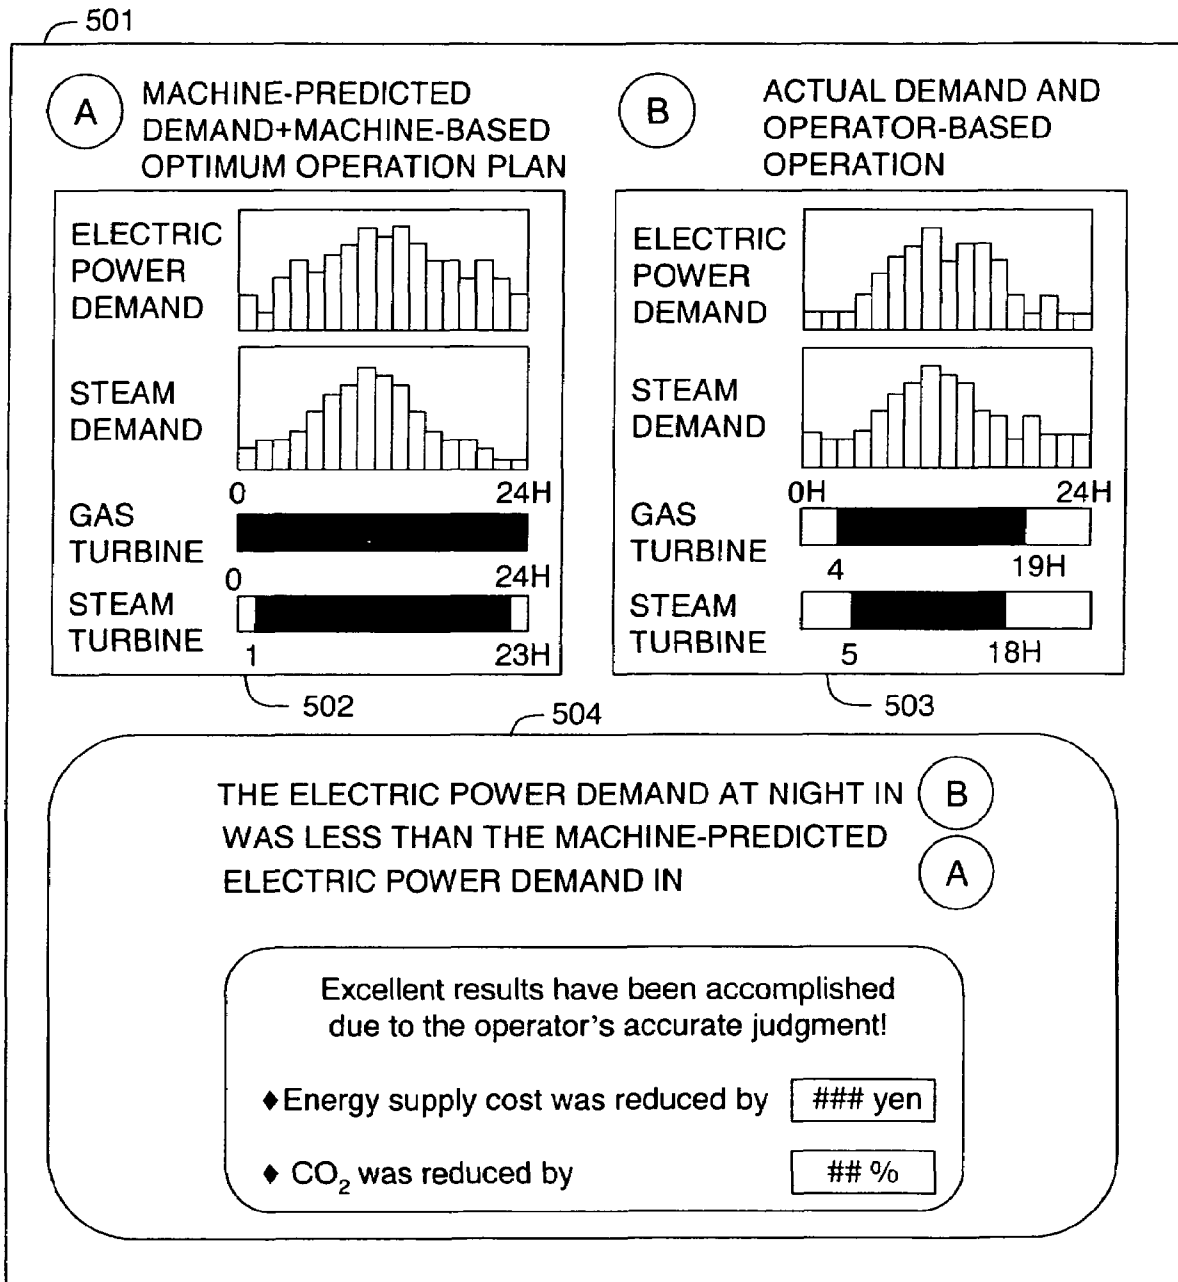 501
A
MACHINE-PREDICTED
DEMAND+MACHINE-BASED
OPTIMUM OPERATION PLAN
ELECTRIC
POWER
DEMAND
STEAM
DEMAND
0
24H
GAS
TURBINE
0
24H
STEAM
TURBINE
1
23H
502
B
ACTUAL DEMAND AND
OPERATOR-BASED
OPERATION
ELECTRIC
POWER
DEMAND
STEAM
DEMAND
0H
24H
GAS
TURBINE
4
19H
STEAM
TURBINE
5
18H
503
504
THE ELECTRIC POWER DEMAND AT NIGHT IN B
WAS LESS THAN THE MACHINE-PREDICTED
ELECTRIC POWER DEMAND IN A
Excellent results have been accomplished
due to the operator's accurate judgment!
♦Energy supply cost was reduced by ### yen
♦ CO₂ was reduced by ## %